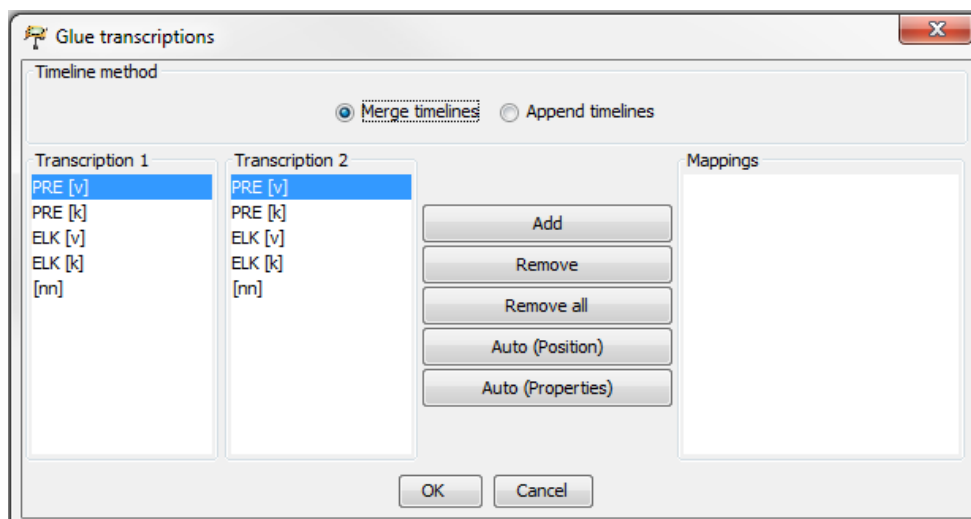 Glue transcriptions
Timeline method
Merge timelines
Append timelines
Transcription 1
PRE [v]
PRE [k]
ELK [v]
ELK [k]
[nn]
Transcription 2
PRE [v]
PRE [k]
ELK [v]
ELK [k]
[nn]
Add
Remove
Remove all
Auto (Position)
Auto (Properties)
Mappings
OK
Cancel